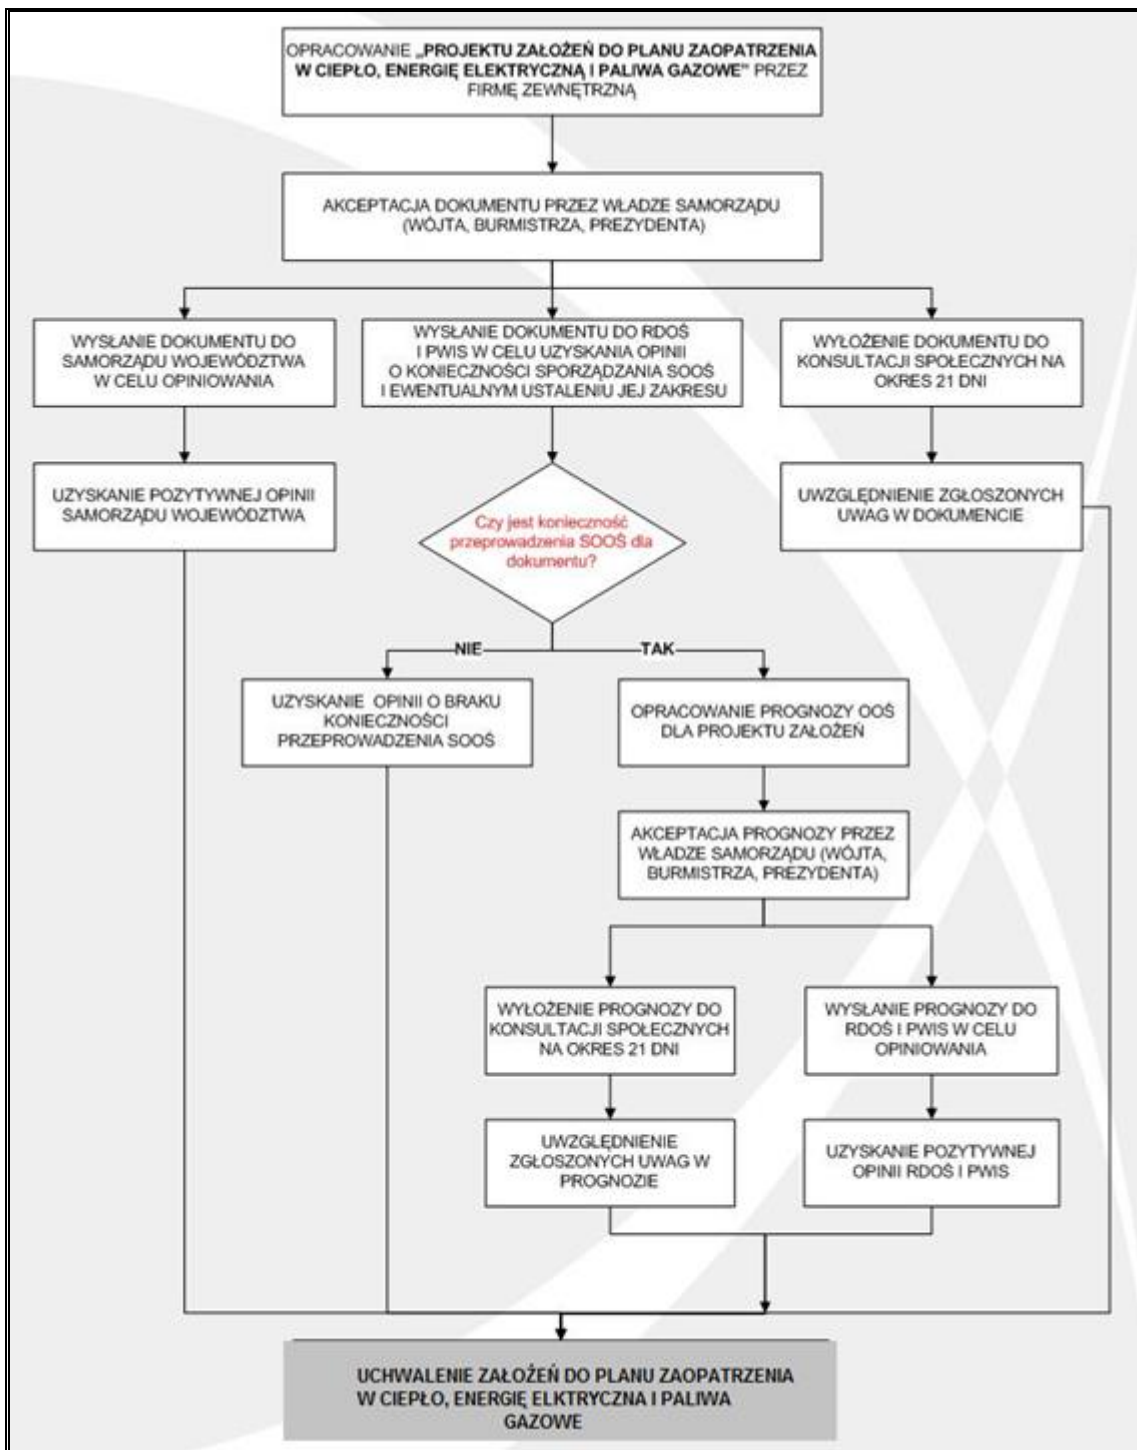 OPRACOWANIE „PROJEKTU ZAŁOŻEŃ DO PLANU ZAOPATRZENIA
W CIEPŁO, ENERGIĘ ELEKTRYCZNĄ I PALIWA GAZOWE" PRZEZ
FIRMĘ ZEWNĘTRZNĄ
AKCEPTACJA DOKUMENTU PRZEZ WŁADZE SAMORZĄDU
(WÓJTA, BURMISTRZA, PREZYDENTA)
WYSŁANIE DOKUMENTU DO
SAMORZĄDU WOJEWÓDZTWA
W CELU OPINIOWANIA
WYSŁANIE DOKUMENTU DO RDOŚ
I PWIS W CELU UZYSKANIA OPINII
O KONIECZNOŚCI SPORZĄDZANIA SOOŚ
I EWENTUALNYM USTALENIU JEJ ZAKRESU
WYŁOŻENIE DOKUMENTU DO
KONSULTACJI SPOŁECZNYCH NA
OKRES 21 DNI
UZYSKANIE POZYTYWNEJ OPINII
SAMORZĄDU WOJEWÓDZTWA
Czy jest konieczność
przeprowadzenia SOOŚ dla
dokumentu?
UWZGLĘDNIENIE ZGŁOSZONYCH
UWAG W DOKUMENCIE
NIE
TAK
UZYSKANIE OPINII O BRAKU
KONIECZNOŚCI
PRZEPROWADZENIA SOOŚ
OPRACOWANIE PROGNOZY OOŚ
DLA PROJEKTU ZAŁOŻEŃ
AKCEPTACJA PROGNOZY PRZEZ
WŁADZE SAMORZĄDU (WÓJTA,
BURMISTRZA, PREZYDENTA)
WYŁOŻENIE PROGNOZY DO
KONSULTACJI SPOŁECZNYCH
NA OKRES 21 DNI
WYSŁANIE PROGNOZY DO
RDOŚ I PWIS W CELU
OPINIOWANIA
UWZGLĘDNIENIE
ZGŁOSZONYCH UWAG W
PROGNOZIE
UZYSKANIE POZYTYWNEJ
OPINII RDOŚ I PWIS
UCHWALENIE ZAŁOŻEŃ DO PLANU ZAOPATRZENIA
W CIEPŁO, ENERGIĘ ELKTRYCZNA I PALIWA
GAZOWE